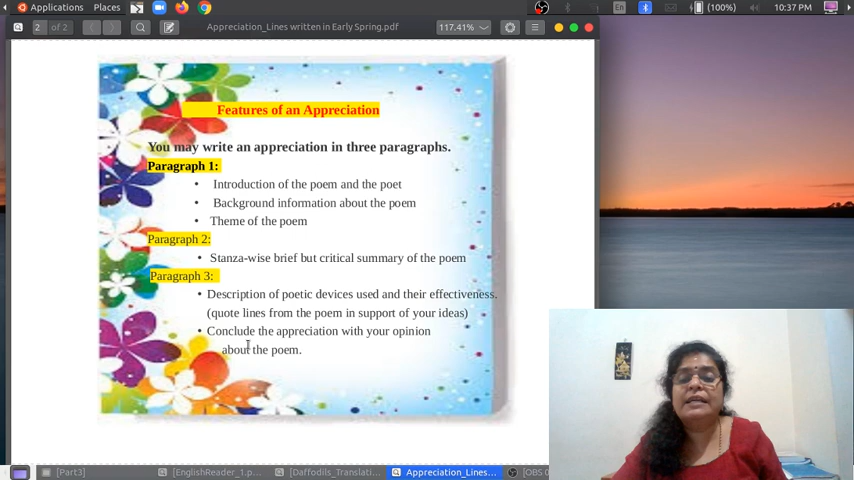 Applications Places En (100%) 10:37 PM
2 of 2 Appreciation_Lines written in Early Spring.pdf 117.41%
Features of an Appreciation
You may write an appreciation in three paragraphs.
Paragraph 1:
• Introduction of the poem and the poet
• Background information about the poem
• Theme of the poem
Paragraph 2:
• Stanza-wise brief but critical summary of the poem
Paragraph 3:
• Description of poetic devices used and their effectiveness.
(quote lines from the poem in support of your ideas)
• Conclude the appreciation with your opinion
about the poem.
[Part3] [EnglishReader_1.p... [Daffodils_Translati... Appreciation_Lines... [OBS